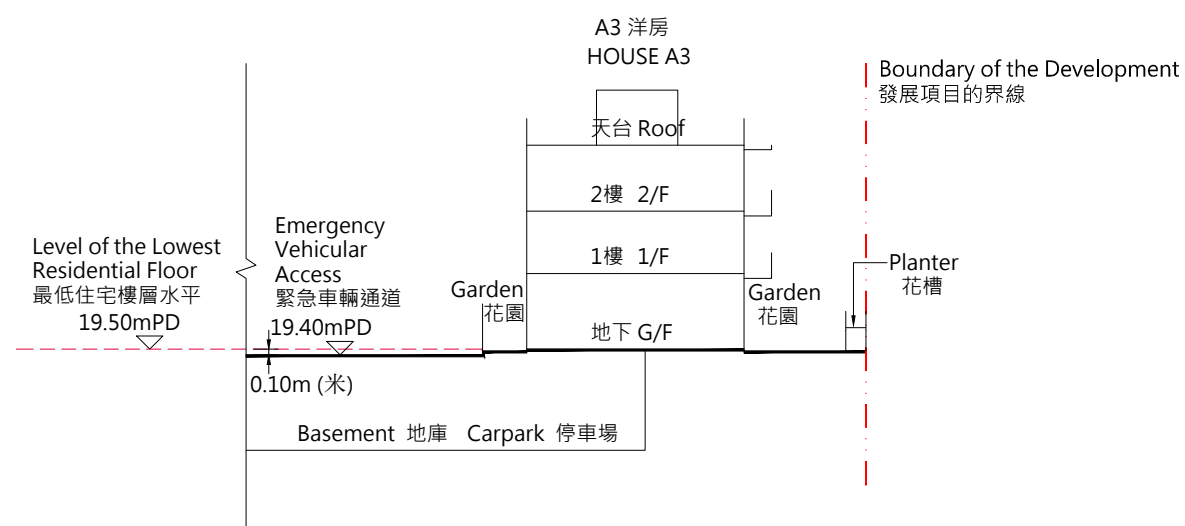 A3 洋房
HOUSE A3
Boundary of the Development
發展項目的界線
天台 Roof
2樓 2/F
1樓 1/F
地下 G/F
Level of the Lowest
Residential Floor
最低住宅樓層水平
19.50mPD
Emergency
Vehicular
Access
緊急車輛通道
19.40mPD
0.10m (米)
Garden
花園
Garden
花園
Planter
花槽
Basement 地庫 Carpark 停車場